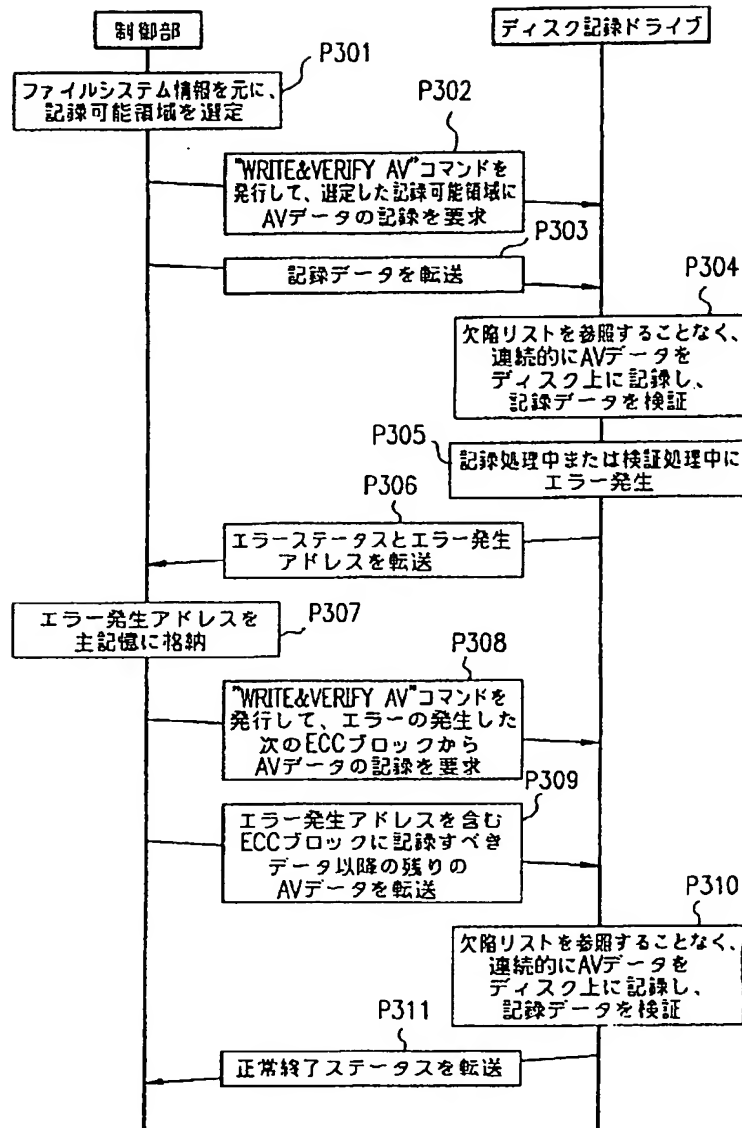 制御部
ディスク記録ドライブ
P301
ファイルシステム情報を元に、
記録可能領域を選定
P302
"WRITE&VERIFY AV"コマンドを
発行して、選定した記録可能領域に
AVデータの記録を要求
P303
記録データを転送
P304
欠陥リストを参照することなく、
連続的にAVデータを
ディスク上に記録し、
記録データを検証
P305
記録処理中または検証処理中に
エラー発生
P306
エラーステータスとエラー発生
アドレスを転送
P307
エラー発生アドレスを
主記憶に格納
P308
"WRITE&VERIFY AV"コマンドを
発行して、エラーの発生した
次のECCブロックから
AVデータの記録を要求
P309
エラー発生アドレスを含む
ECCブロックに記録すべき
データ以降の残りの
AVデータを転送
P310
欠陥リストを参照することなく、
連続的にAVデータを
ディスク上に記録し、
記録データを検証
P311
正常終了ステータスを転送